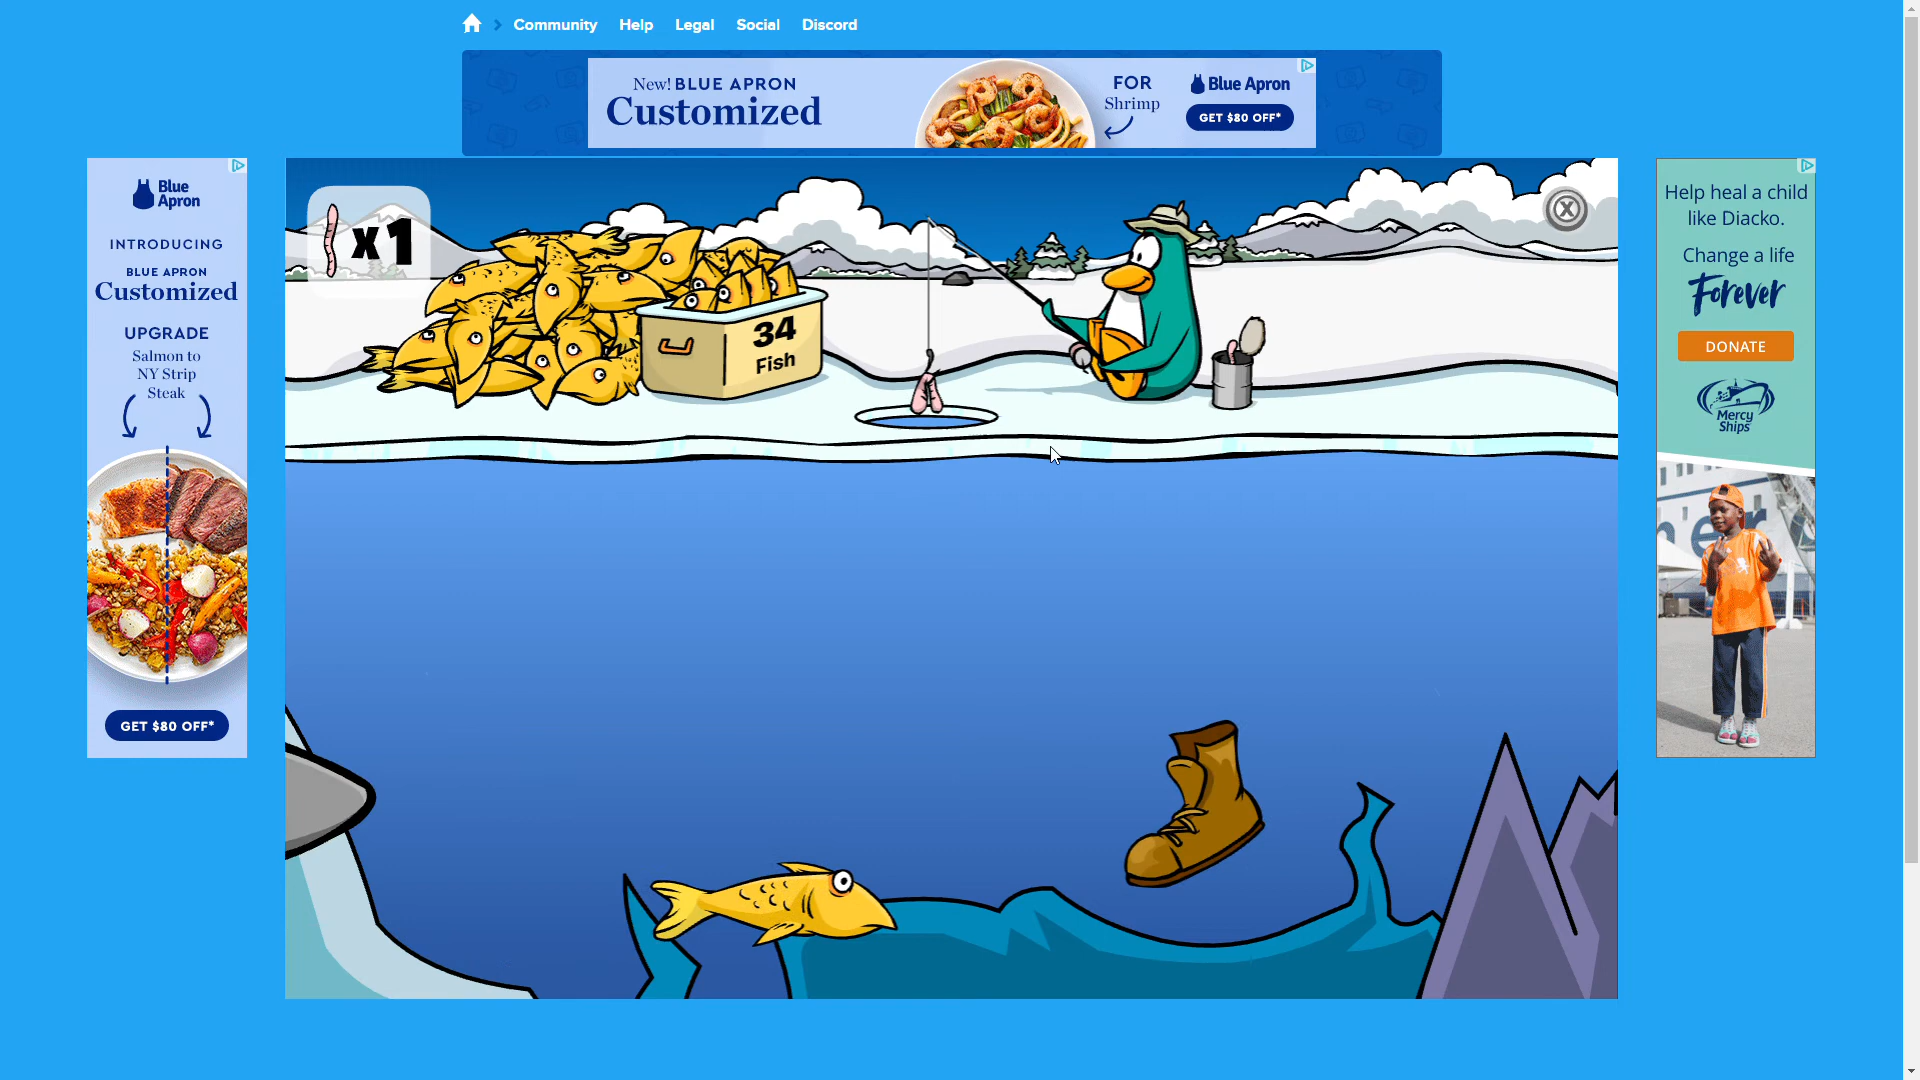 Community Help Legal Social Discord
New! BLUE APRON
Customized
FOR
Shrimp
Blue Apron
GET $80 OFF*
Blue
Apron
INTRODUCING
BLUE APRON
Customized
UPGRADE
Salmon to
NY Strip
Steak
GET $80 OFF*
x1
34
Fish
X
Help heal a child
like Diacko.
Change a life
Forever
DONATE
Mercy
Ships